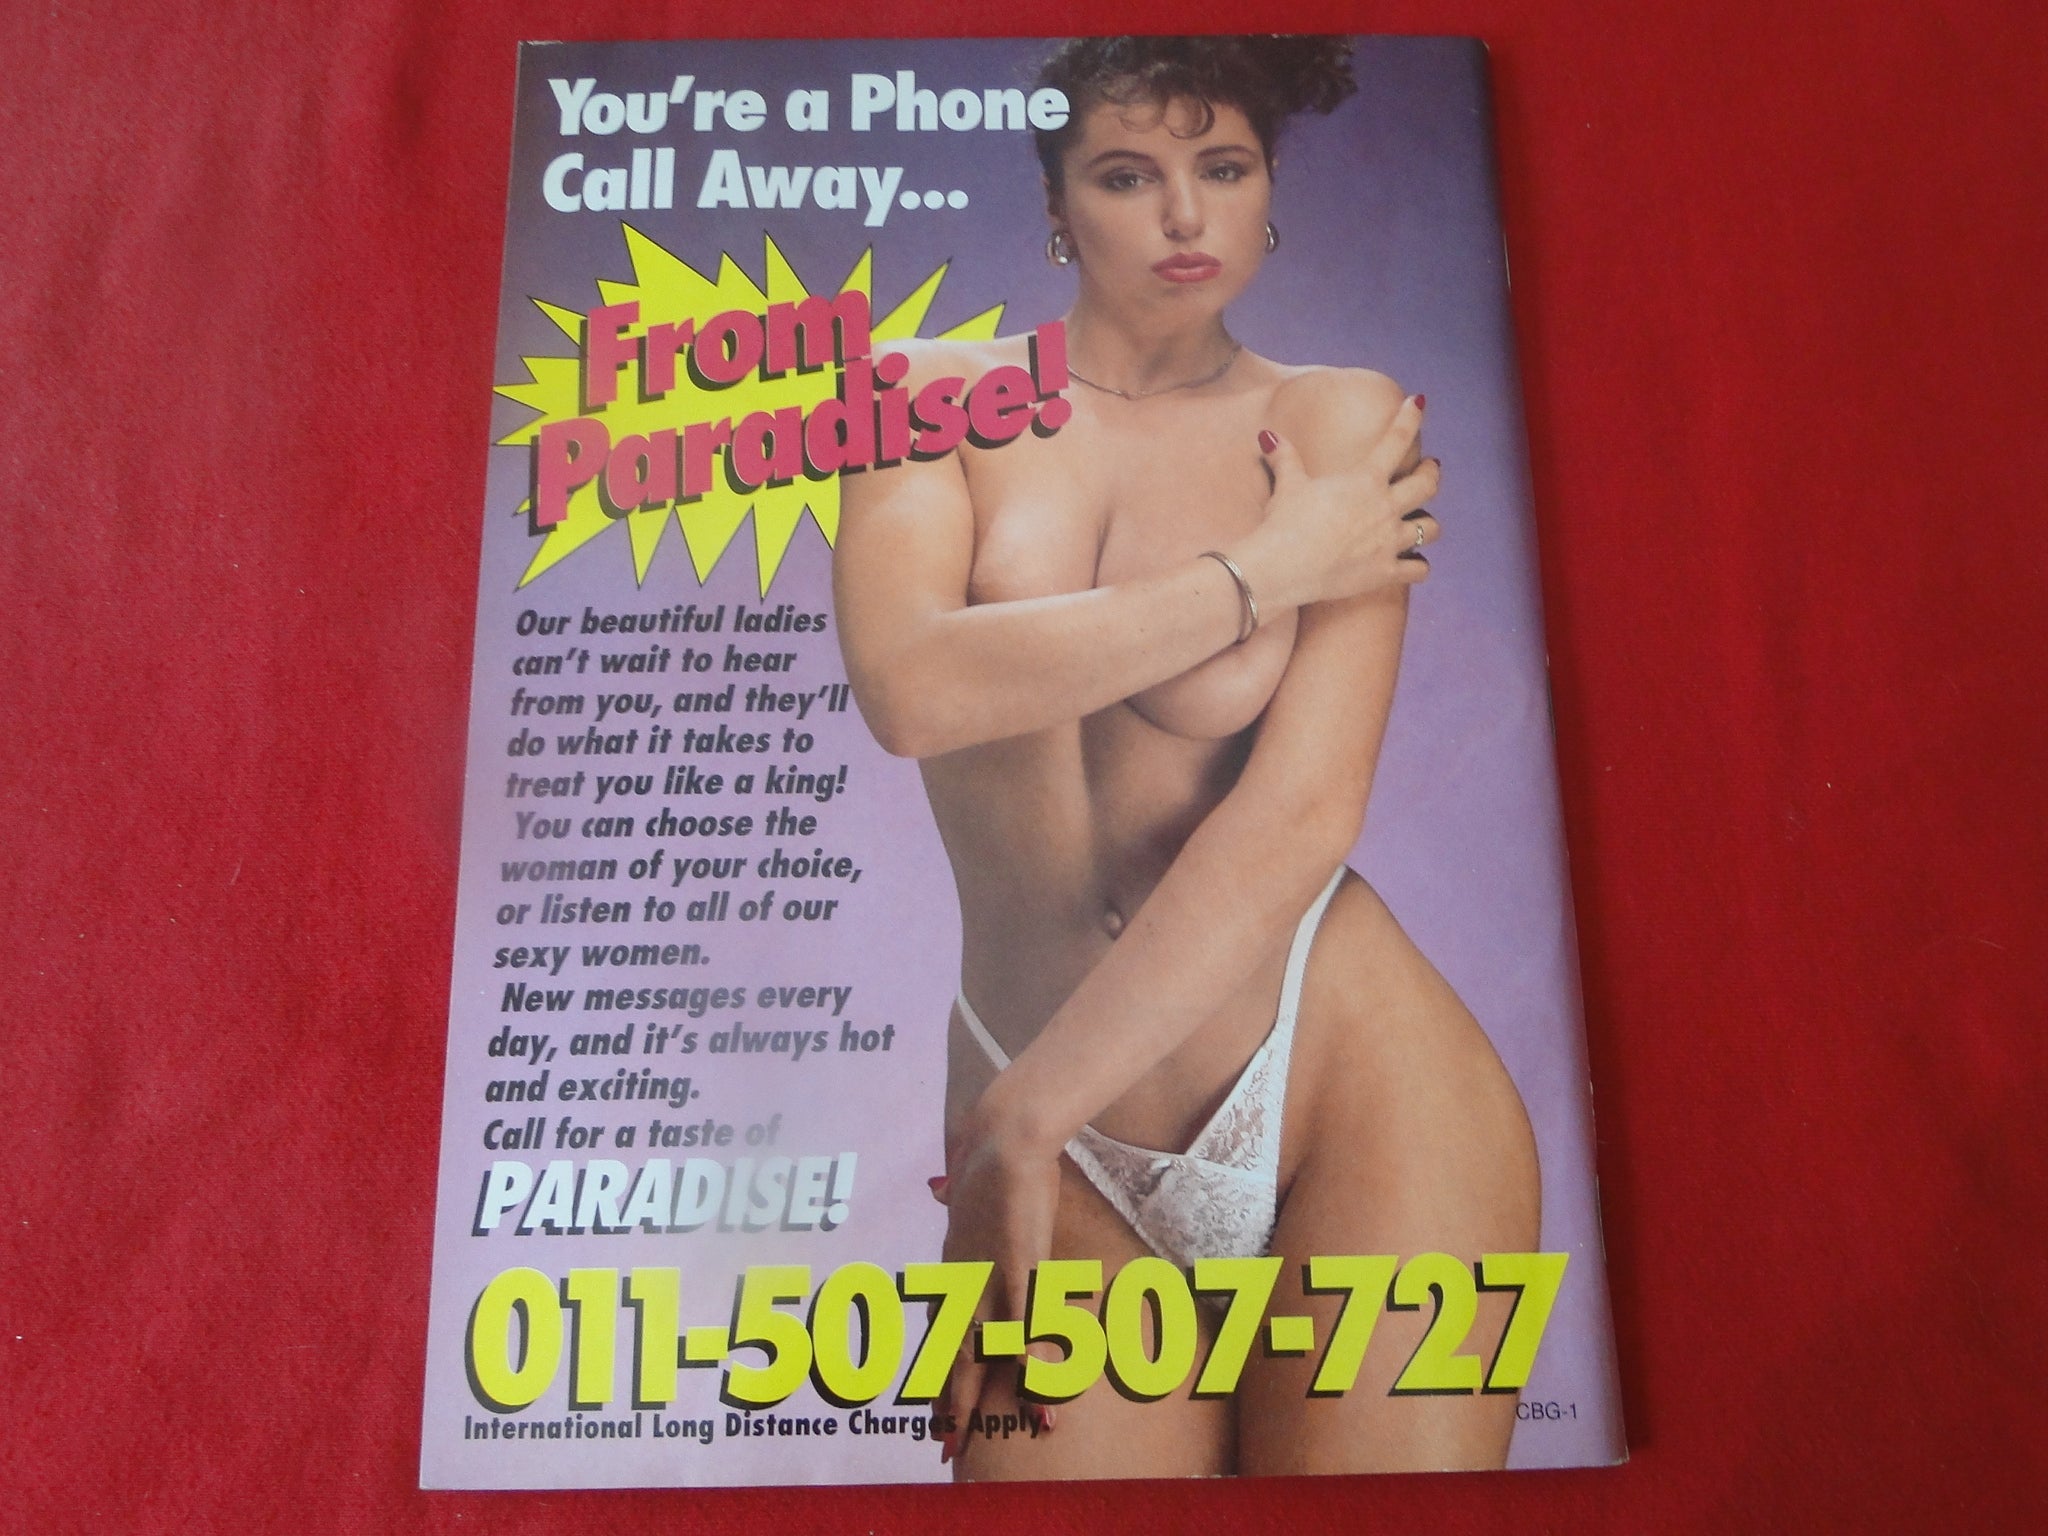 You're a Phone
Call Away...
From
Paradise!
Our beautiful ladies
can't wait to hear
from you, and they'll
do what it takes to
treat you like a king!
You can choose the
woman of your choice,
or listen to all of our
sexy women.
New messages every
day, and it's always hot
and exciting.
Call for a taste of
PARADISE!
011-507-507-727
International Long Distance Charges Apply.
CBG-1